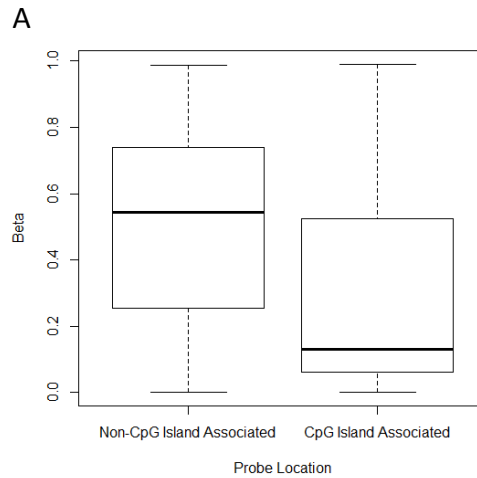 A
1.0
0.8
0.6
0.4
0.2
0.0
Beta
Non-CpG Island Associated
CpG Island Associated
Probe Location